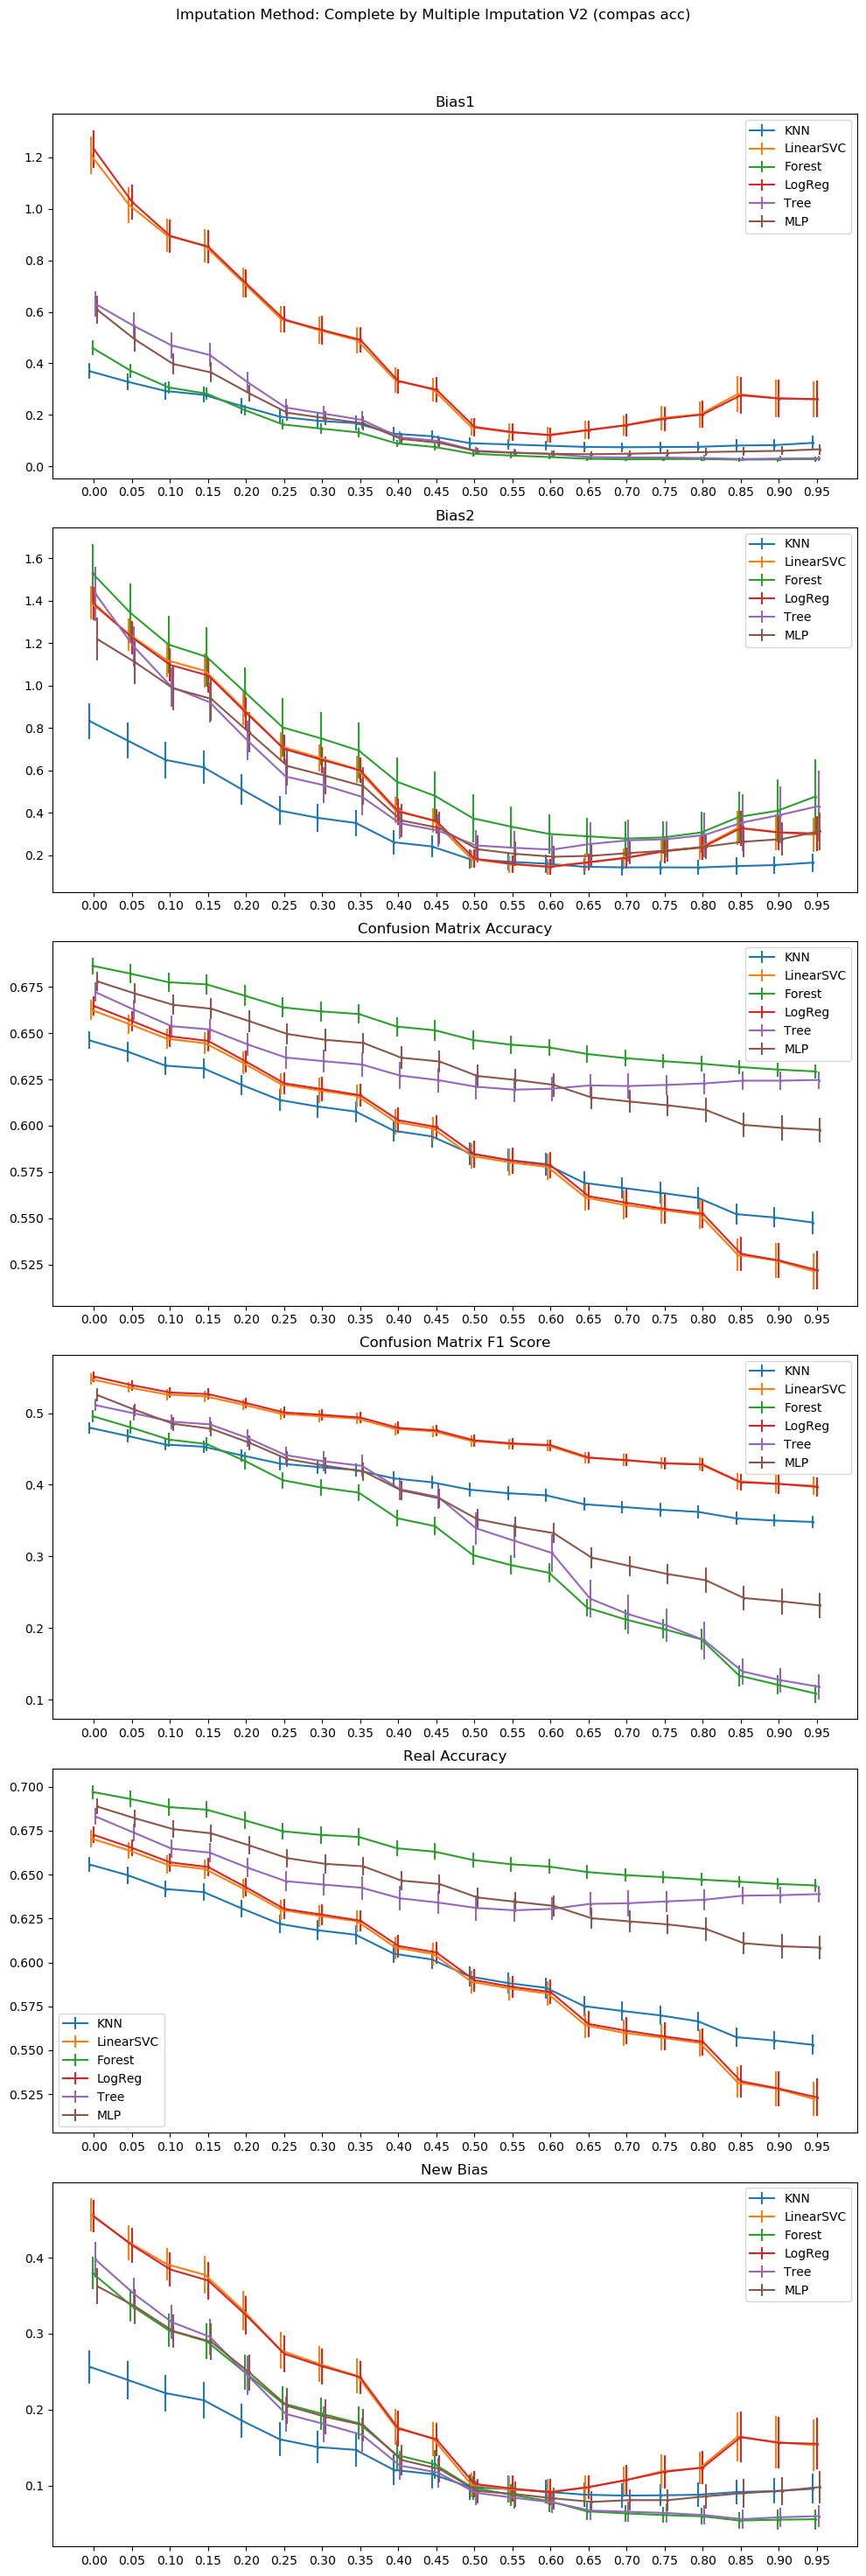 Imputation Method: Complete by Multiple Imputation V2 (compas acc)
Bias1
1.2
1.0
0.8
0.6
0.4
0.2
0.0
KNN
LinearSVC
Forest
LogReg
Tree
MLP
0.00 0.05 0.10 0.15 0.20 0.25 0.30 0.35 0.40 0.45 0.50 0.55 0.60 0.65 0.70 0.75 0.80 0.85 0.90 0.95
Bias2
1.6
1.4
1.2
1.0
0.8
0.6
0.4
0.2
KNN
LinearSVC
Forest
LogReg
Tree
MLP
0.00 0.05 0.10 0.15 0.20 0.25 0.30 0.35 0.40 0.45 0.50 0.55 0.60 0.65 0.70 0.75 0.80 0.85 0.90 0.95
Confusion Matrix Accuracy
0.675
0.650
0.625
0.600
0.575
0.550
0.525
KNN
LinearSVC
Forest
LogReg
Tree
MLP
0.00 0.05 0.10 0.15 0.20 0.25 0.30 0.35 0.40 0.45 0.50 0.55 0.60 0.65 0.70 0.75 0.80 0.85 0.90 0.95
Confusion Matrix F1 Score
0.5
0.4
0.3
0.2
0.1
KNN
LinearSVC
Forest
LogReg
Tree
MLP
0.00 0.05 0.10 0.15 0.20 0.25 0.30 0.35 0.40 0.45 0.50 0.55 0.60 0.65 0.70 0.75 0.80 0.85 0.90 0.95
Real Accuracy
0.700
0.675
0.650
0.625
0.600
0.575
0.550
0.525
KNN
LinearSVC
Forest
LogReg
Tree
MLP
0.00 0.05 0.10 0.15 0.20 0.25 0.30 0.35 0.40 0.45 0.50 0.55 0.60 0.65 0.70 0.75 0.80 0.85 0.90 0.95
New Bias
0.4
0.3
0.2
0.1
KNN
LinearSVC
Forest
LogReg
Tree
MLP
0.00 0.05 0.10 0.15 0.20 0.25 0.30 0.35 0.40 0.45 0.50 0.55 0.60 0.65 0.70 0.75 0.80 0.85 0.90 0.95